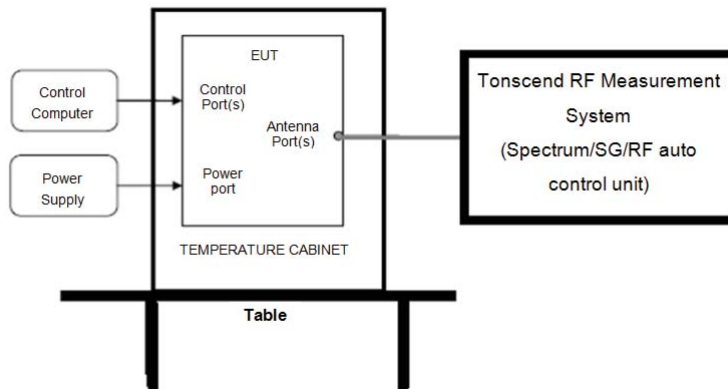 EUT
Control
Computer
Control
Port(s)
Antenna
Port(s)
Power
Supply
Power
port
TEMPERATURE CABINET
Table
Tonscend RF Measurement
System
(Spectrum/SG/RF auto
control unit)